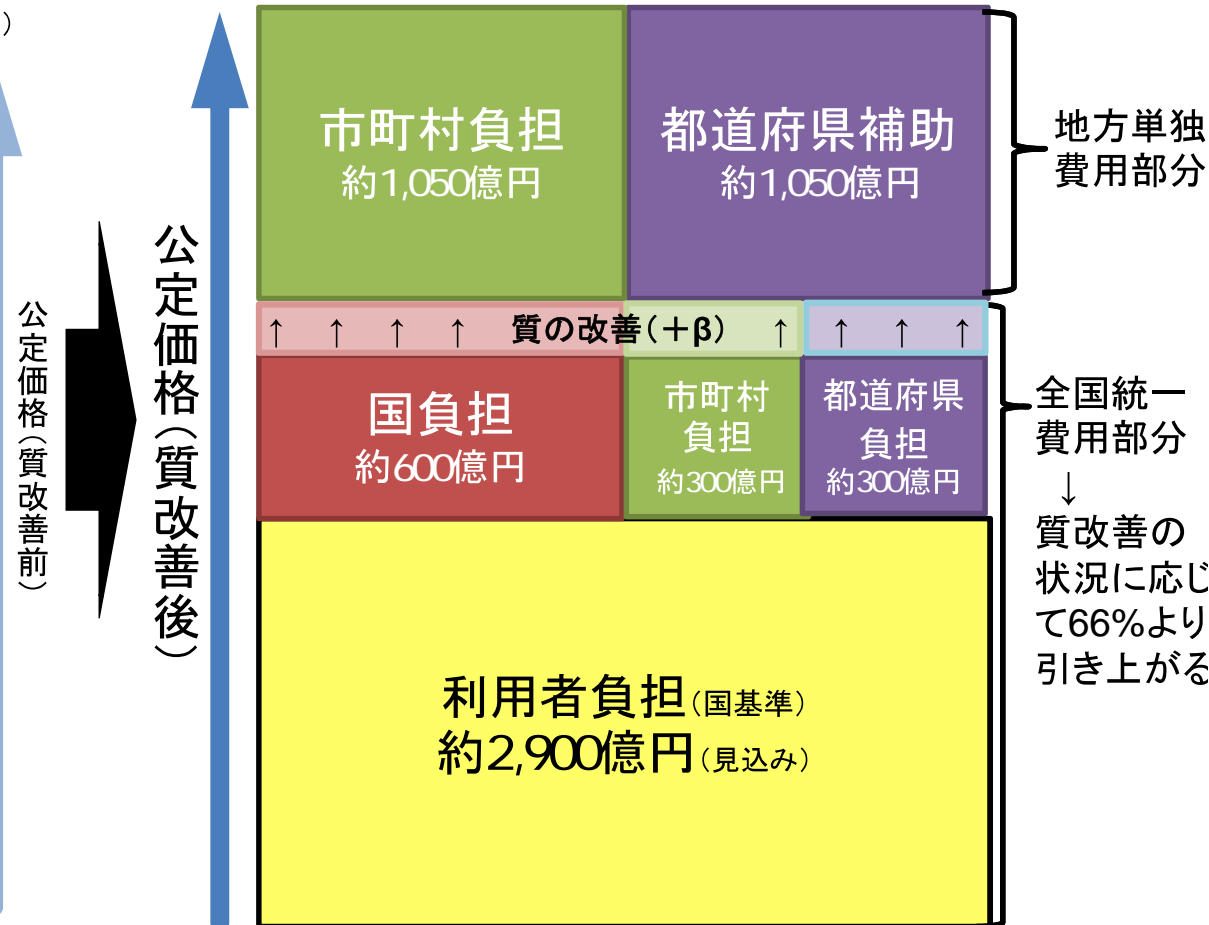 ）
公定価格（質改善前）
公定価格（質改善後）
市町村負担
約1,050億円
都道府県補助
約1,050億円
地方単独
費用部分
↑ ↑ ↑ ↑ 質の改善（＋β） ↑ ↑ ↑ ↑
国負担
約600億円
市町村
負担
約300億円
都道府県
負担
約300億円
全国統一
費用部分
↓
質改善の
状況に応じ
て66%より
引き上がる
利用者負担（国基準）
約2,900億円（見込み）